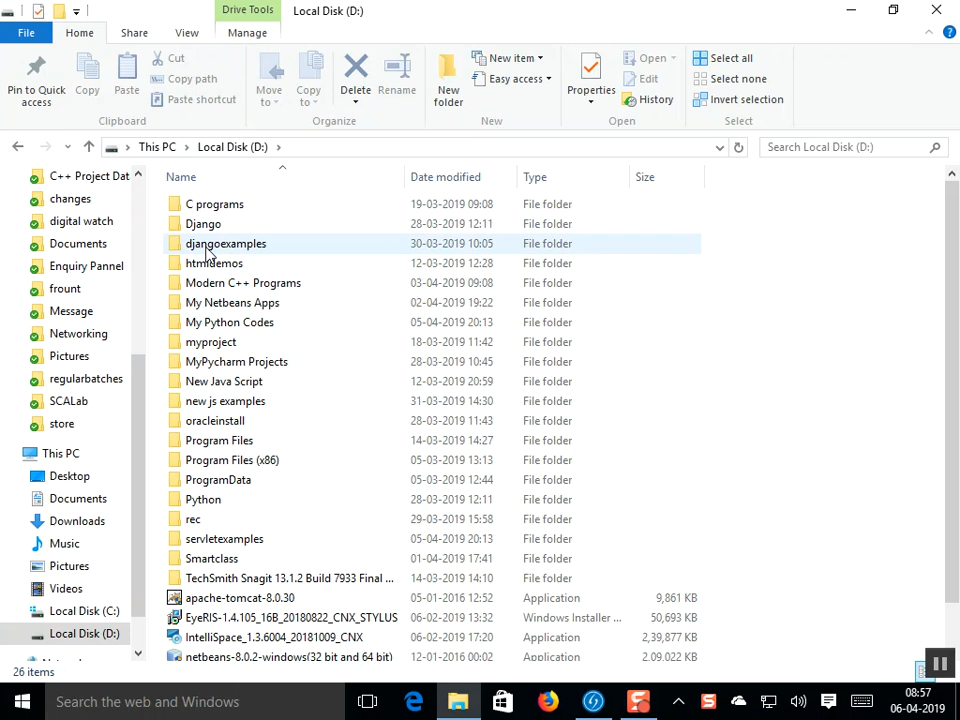 Drive Tools
Local Disk (D:)
File
Home
Share
View
Manage
Pin to Quick access
Copy
Paste
Cut
Copy path
Paste shortcut
Clipboard
Move to
Copy to
Delete
Rename
Organize
New folder
New item
Easy access
New
Properties
Open
Edit
History
Open
Select all
Select none
Invert selection
Select
This PC
Local Disk (D:)
Search Local Disk (D:)
C++ Project Dat
changes
digital watch
Documents
Enquiry Pannel
frount
Message
Networking
Pictures
regularbatches
SCALab
store
This PC
Desktop
Documents
Downloads
Music
Pictures
Videos
Local Disk (C:)
Local Disk (D:)
Name Date modified Type Size
C programs 19-03-2019 09:08 File folder
Django 28-03-2019 12:11 File folder
djangoexamples 30-03-2019 10:05 File folder
htmldemos 12-03-2019 12:28 File folder
Modern C++ Programs 03-04-2019 09:08 File folder
My Netbeans Apps 02-04-2019 19:22 File folder
My Python Codes 05-04-2019 20:13 File folder
myproject 18-03-2019 11:42 File folder
MyPycharm Projects 28-03-2019 10:45 File folder
New Java Script 12-03-2019 20:59 File folder
new js examples 31-03-2019 14:30 File folder
oracleinstall 28-03-2019 11:43 File folder
Program Files 14-03-2019 14:27 File folder
Program Files (x86) 05-03-2019 13:13 File folder
ProgramData 05-03-2019 12:44 File folder
Python 28-03-2019 12:11 File folder
rec 29-03-2019 15:58 File folder
servletexamples 05-04-2019 20:13 File folder
Smartclass 01-04-2019 17:41 File folder
TechSmith Snagit 13.1.2 Build 7933 Final ... 14-03-2019 14:10 File folder
apache-tomcat-8.0.30 05-01-2016 12:52 Application 9,861 KB
EyeRIS-1.4.105_16B_20180822_CNX_STYLUS 06-02-2019 13:32 Windows Installer ... 50,693 KB
IntelliSpace_1.3.6004_20181009_CNX 06-02-2019 17:20 Application 2,39,877 KB
netbeans-8.0.2-windows(32 bit and 64 bit) 12-01-2016 00:02 Application 2,09,022 KB
26 items
Search the web and Windows
08:57
06-04-2019